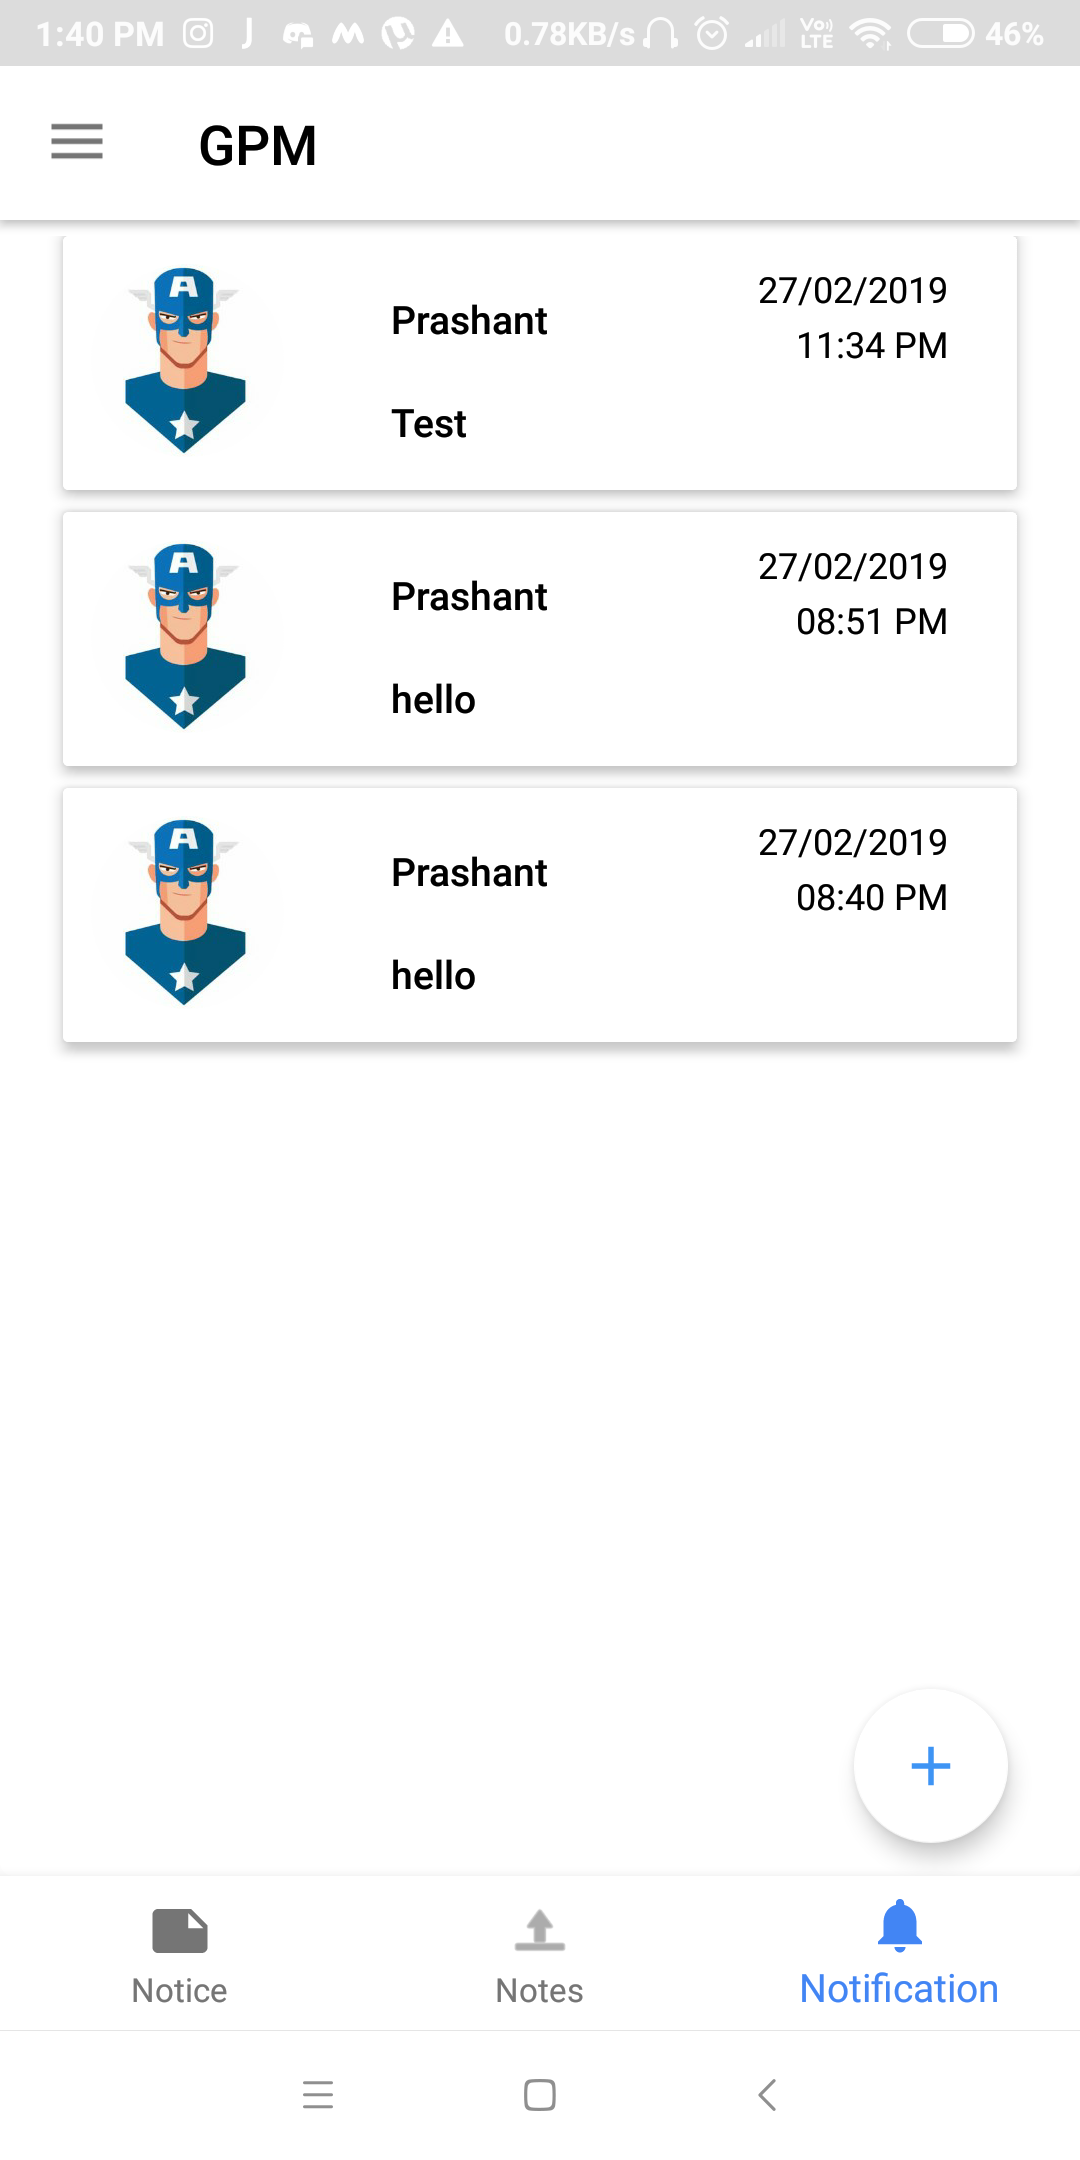 1:40 PM 0.78KB/s Vo) LTE 46%
GPM
27/02/2019
Prashant
11:34 PM
Test
27/02/2019
Prashant
08:51 PM
hello
27/02/2019
Prashant
08:40 PM
hello
Notice Notes Notification